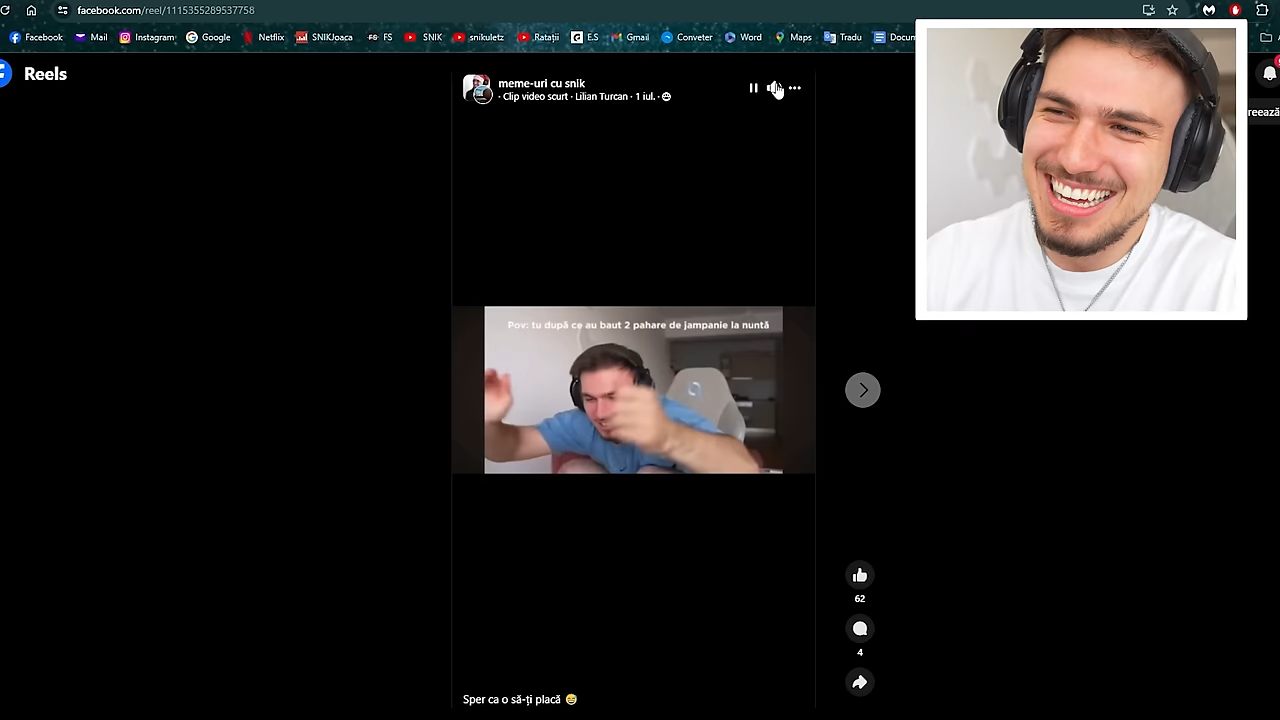 facebook.com/reel/1115355289537758
Facebook
Mail
Instagram
Google
Netflix
SNIKJoaca
FS
SNIK
snikuletz
Ratații
E.S
Gmail
Conveter
Word
Maps
Tradu
Docum
Reels
meme-uri cu snik
· Clip video scurt · Lilian Turcan · 1 iul. ·
reează
Pov: tu după ce au baut 2 pahare de jampanie la nuntă
62
4
Sper ca o să-ți placă 😅